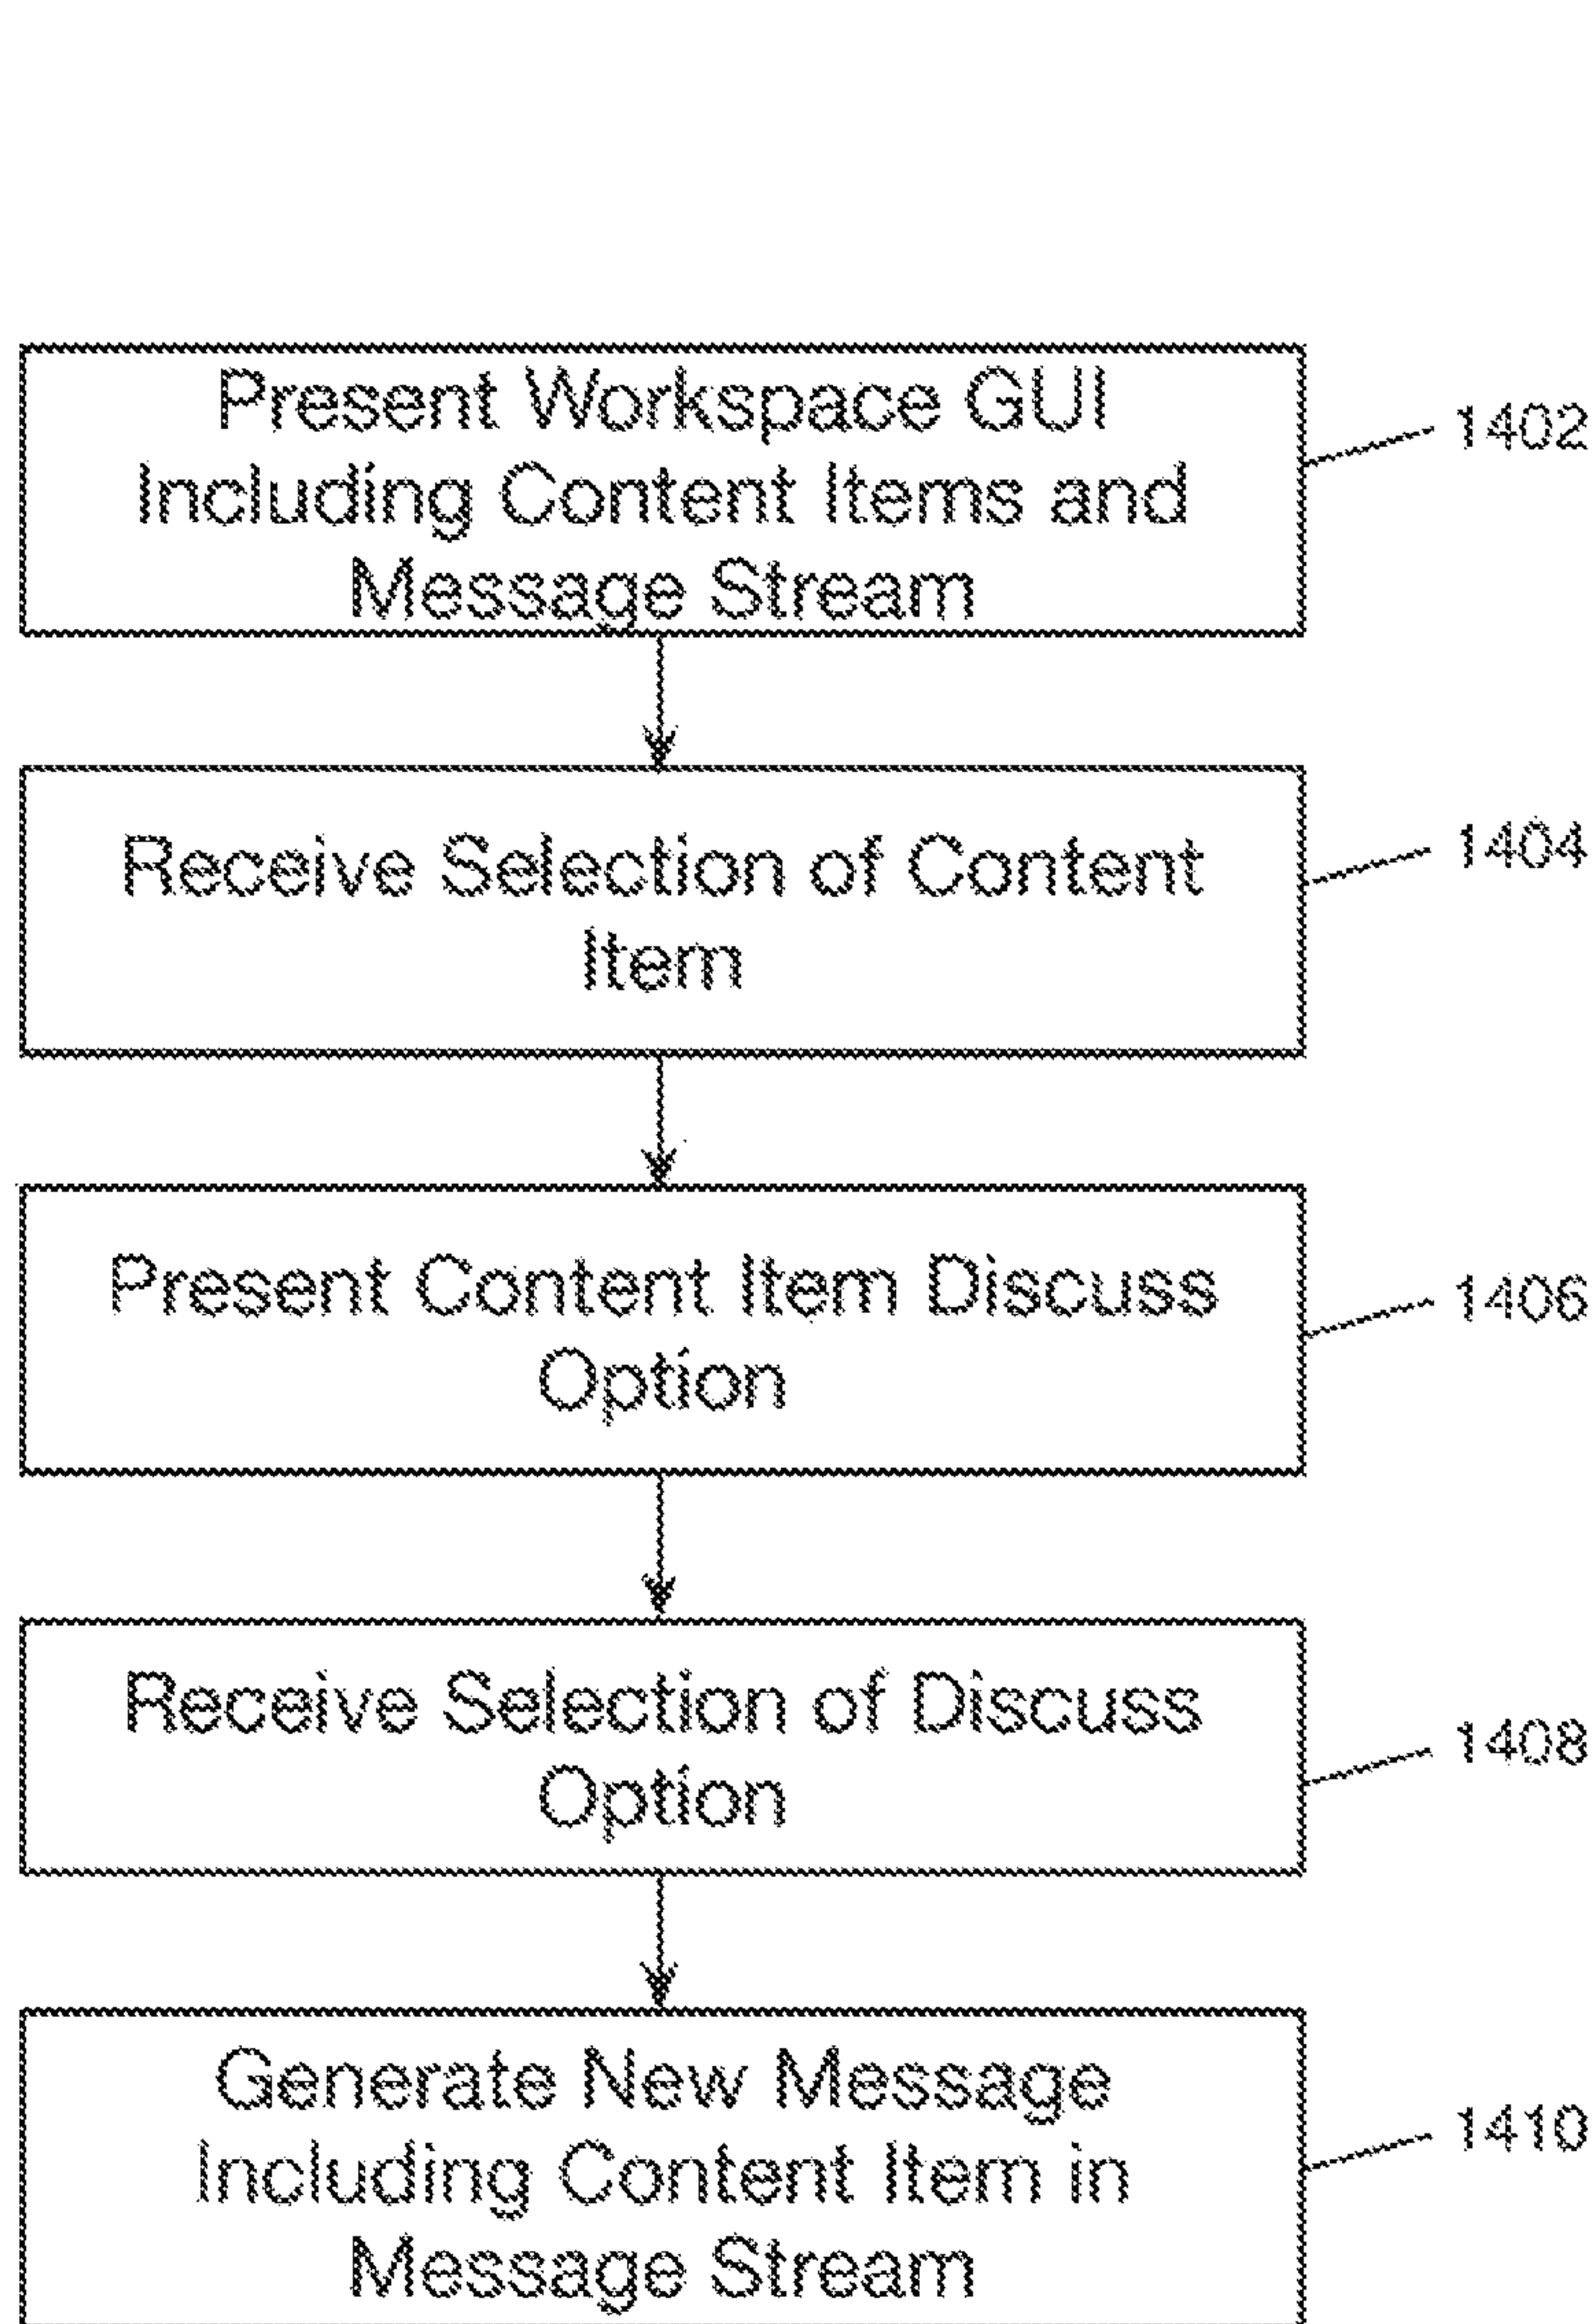 Present Workspace GUI
Including Content Items and
Message Stream
1402
Receive Selection of Content
Item
1404
Present Content Item Discuss
Option
1406
Receive Selection of Discuss
Option
1408
Generate New Message
Including Content Item in
Message Stream
1410